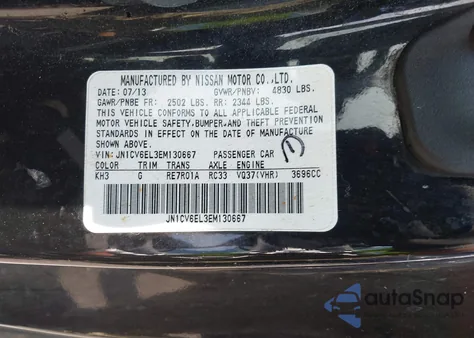 MANUFACTURED BY NISSAN MOTOR CO.,LTD.
DATE: 07/13 GVWR/PNBV: 4830 LBS.
GAWR/PNBE FR: 2502 LBS. RR: 2344 LBS.
THIS VEHICLE CONFORMS TO ALL APPLICABLE FEDERAL
MOTOR VEHICLE SAFETY, BUMPER, AND THEFT PREVENTION
STANDARDS IN EFFECT ON THE DATE OF MANUFACTURE
SHOWN ABOVE.
VIN: JN1CV6EL3EM130667 PASSENGER CAR
COLOR TRIM TRANS AXLE ENGINE
KH3 G RE7R01A RC33 VQ37(VHR) 3696CC
JN1CV6EL3EM130667
autaSnap